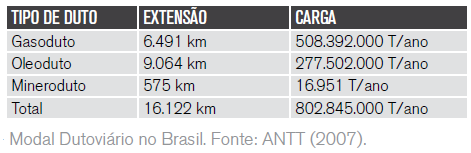 TIPO DE DUTO EXTENSÃO CARGA
Gasoduto 6.491 km 508.392.000 T/ano
Oleoduto 9.064 km 277.502.000 T/ano
Mineroduto 575 km 16.951 T/ano
Total 16.122 km 802.845.000 T/ano
Modal Dutoviário no Brasil. Fonte: ANTT (2007).